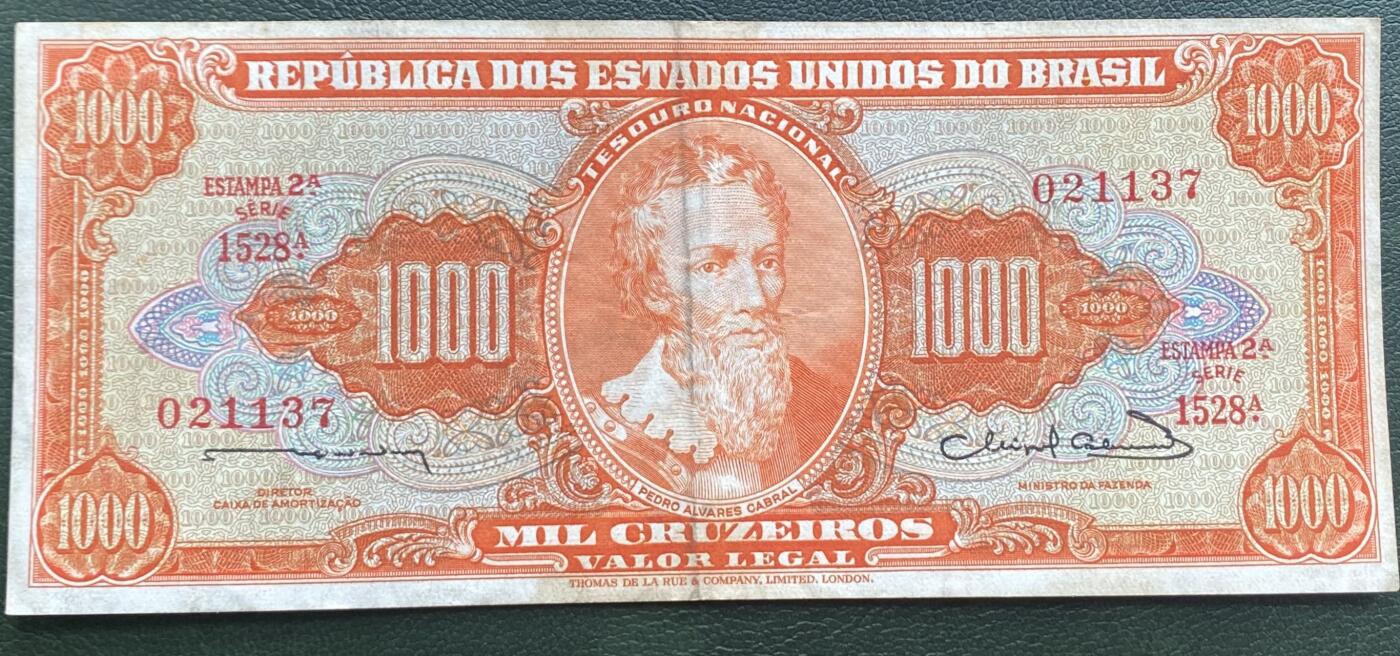 REPÚBLICA DOS ESTADOS UNIDOS DO BRASIL
1000
1000
TESOURO NACIONAL
ESTAMPA 2ª
SÉRIE
1528ª
021137
1000
1000
1000
1000
ESTAMPA 2ª
SÉRIE
1528ª
021137
PEDRO ALVARES CABRAL
DIRETOR
CAIXA DE AMORTIZAÇÃO
MINISTRO DA FAZENDA
1000
1000
MIL CRUZEIROS
VALOR LEGAL
THOMAS DE LA RUE & COMPANY, LIMITED, LONDON.